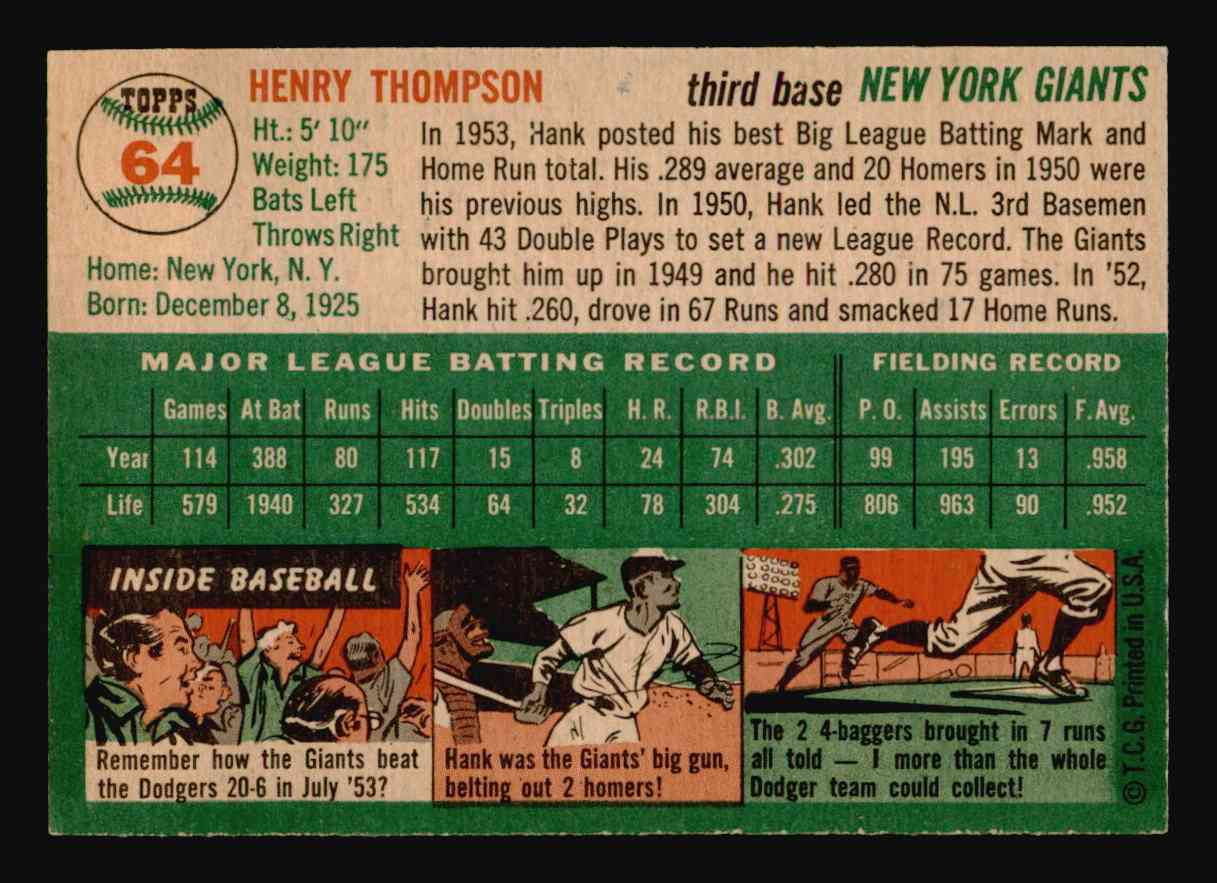 TOPPS
64
HENRY THOMPSON
third base NEW YORK GIANTS
Ht.: 5' 10"
Weight: 175
Bats Left
Throws Right
Home: New York, N. Y.
Born: December 8, 1925
In 1953, Hank posted his best Big League Batting Mark and
Home Run total. His .289 average and 20 Homers in 1950 were
his previous highs. In 1950, Hank led the N.L. 3rd Basemen
with 43 Double Plays to set a new League Record. The Giants
brought him up in 1949 and he hit .280 in 75 games. In '52,
Hank hit .260, drove in 67 Runs and smacked 17 Home Runs.
MAJOR LEAGUE BATTING RECORD FIELDING RECORD
Games At Bat Runs Hits Doubles Triples H. R. R.B.I. B. Avg. P. O. Assists Errors F. Avg.
Year 114 388 80 117 15 8 24 74 .302 99 195 13 .958
Life 579 1940 327 534 64 32 78 304 .275 806 963 90 .952
INSIDE BASEBALL
Remember how the Giants beat
the Dodgers 20-6 in July '53?
Hank was the Giants' big gun,
belting out 2 homers!
The 2 4-baggers brought in 7 runs
all told — 1 more than the whole
Dodger team could collect!
© T.C.G. Printed in U.S.A.